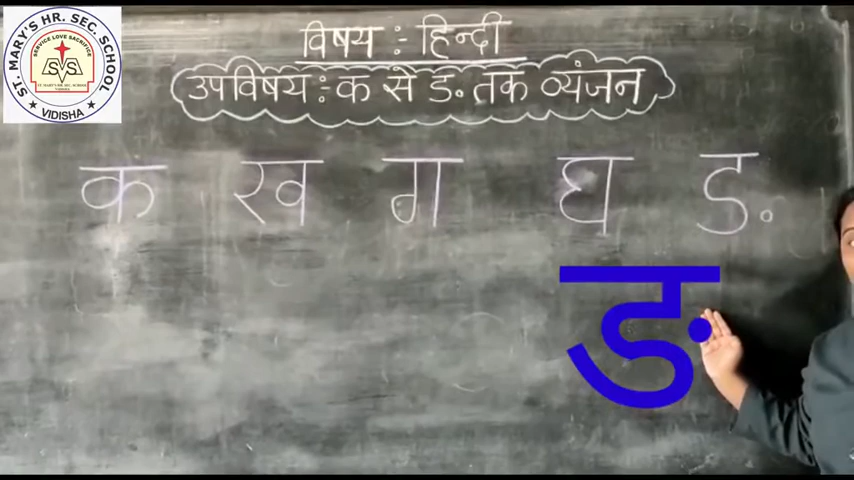 ST. MARY'S HR. SEC. SCHOOL
SERVICE LOVE SACRIFICE
SVS
VIDISHA
विषय :- हिन्दी
उपविषय :- क से ड. तक व्यंजन
क ख ग घ ड.
ङ